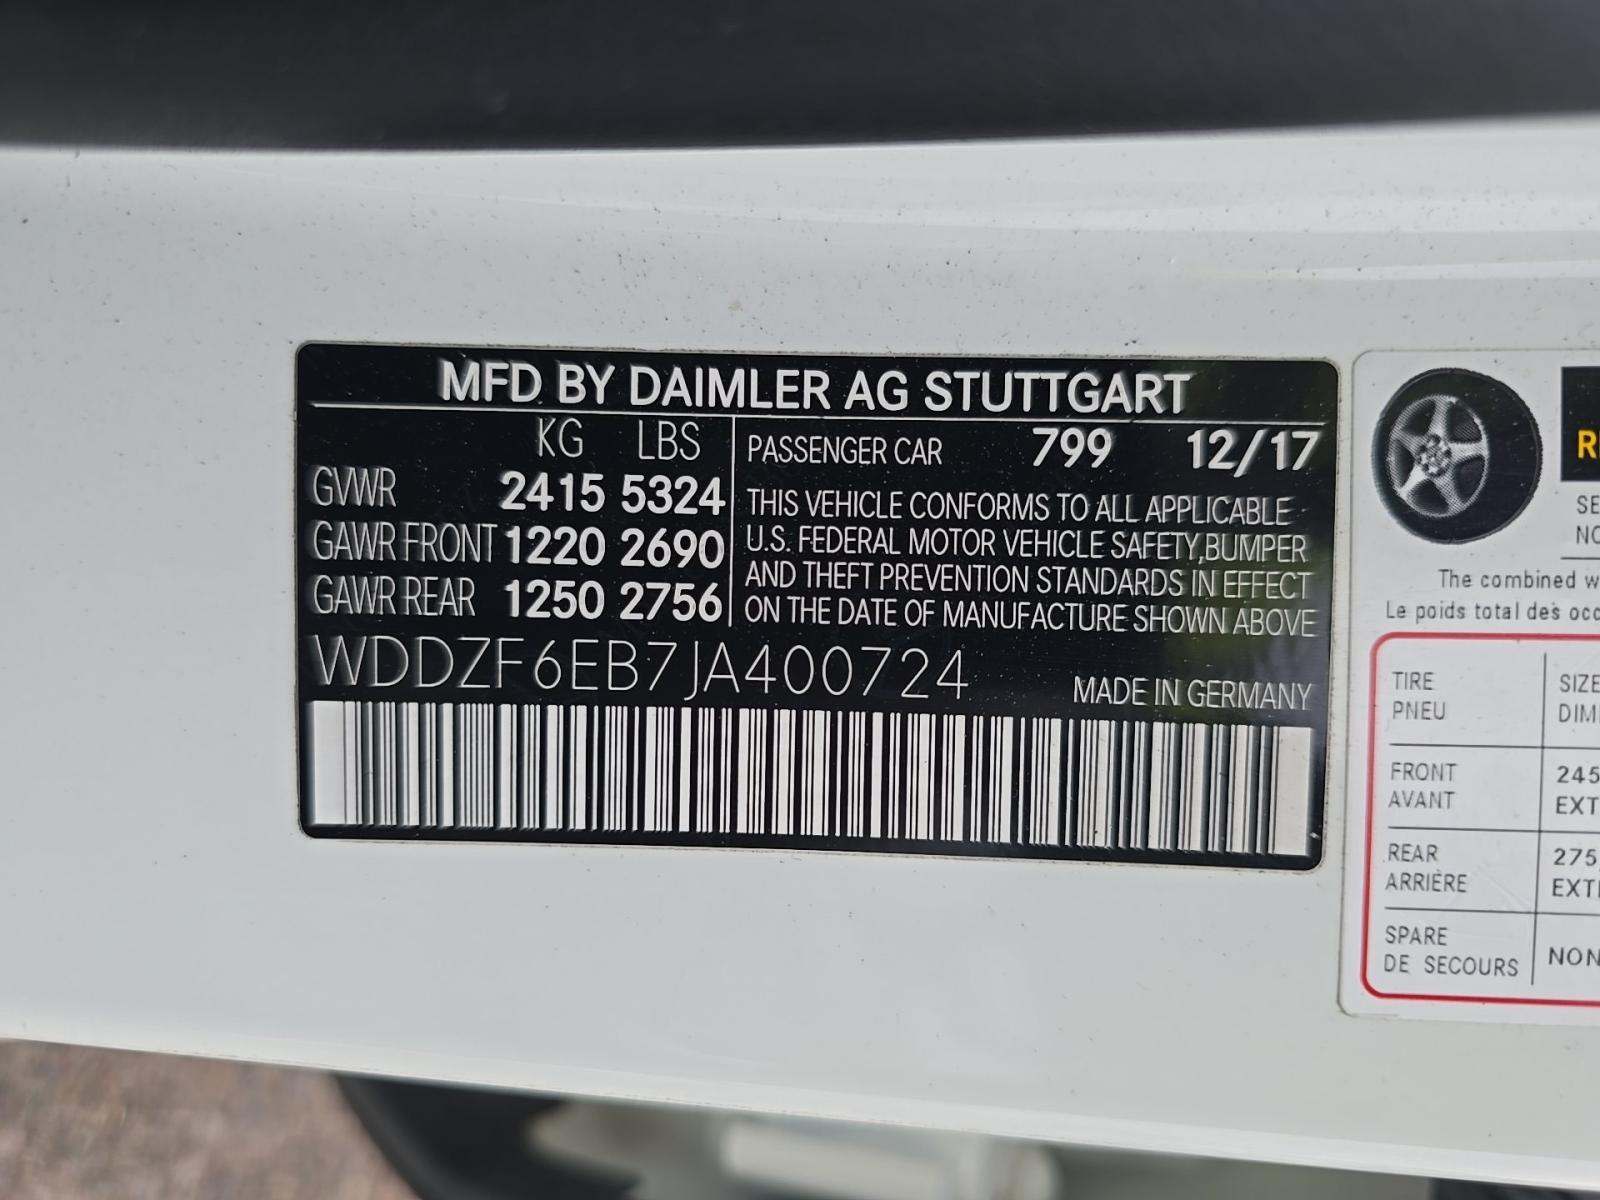 MFD BY DAIMLER AG STUTTGART
KG LBS
GVWR 2415 5324
GAWR FRONT 1220 2690
GAWR REAR 1250 2756
PASSENGER CAR 799 12/17
THIS VEHICLE CONFORMS TO ALL APPLICABLE
U.S. FEDERAL MOTOR VEHICLE SAFETY,BUMPER
AND THEFT PREVENTION STANDARDS IN EFFECT
ON THE DATE OF MANUFACTURE SHOWN ABOVE
WDDZF6EB7JA400724
MADE IN GERMANY
The combined
Le poids total des
TIRE
PNEU
SIZE
FRONT
AVANT
245
REAR
ARRIÈRE
275
SPARE
DE SECOURS